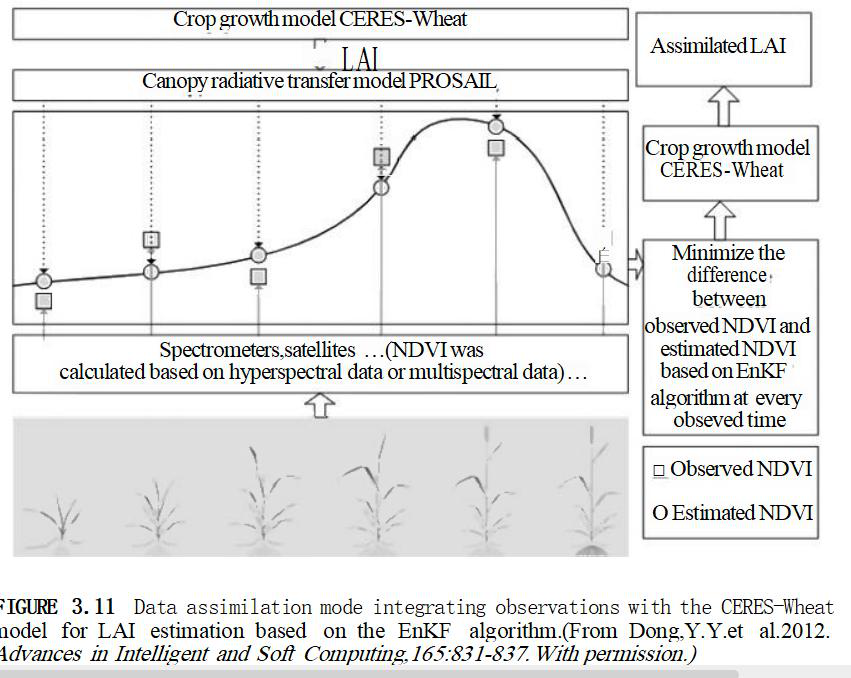 Crop growth model CERES-Wheat
LAI
Canopy radiative transfer model PROSAIL
Spectrometers,satellites …(NDVI was
calculated based on hyperspectral data or multispectral data)…
Assimilated LAI
Crop growth model
CERES-Wheat
Minimize the
difference
between
observed NDVI and
estimated NDVI
based on EnKF
algorithm at every
obseved time
□ Observed NDVI
O Estimated NDVI
FIGURE 3.11 Data assimilation mode integrating observations with the CERES-Wheat
model for LAI estimation based on the EnKF algorithm.(From Dong,Y.Y.et al.2012.
Advances in Intelligent and Soft Computing,165:831-837. With permission.)